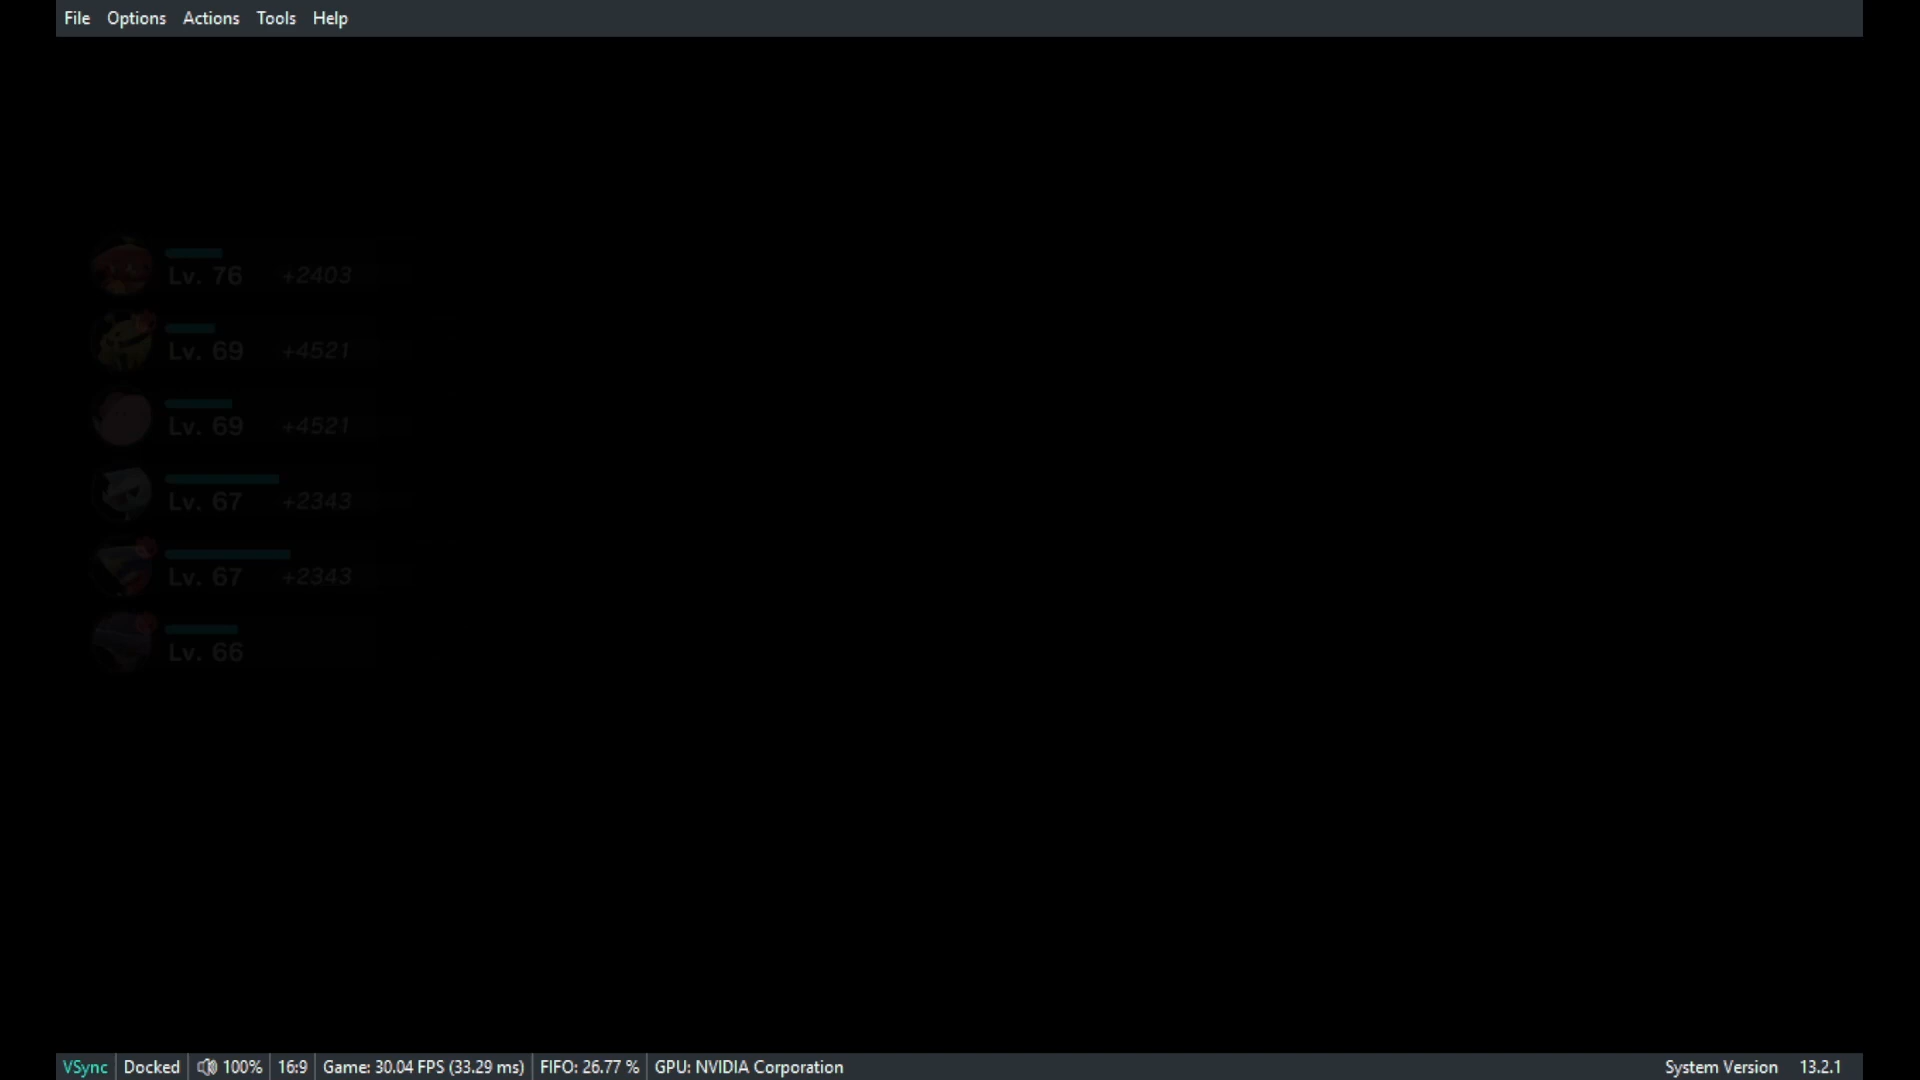 File Options Actions Tools Help
Lv. 76 +2403
Lv. 69 +4521
Lv. 69 +4521
Lv. 67 +2343
Lv. 67 +2343
Lv. 66
VSync Docked 100% 16:9 Game: 30.04 FPS (33.29 ms) FIFO: 26.77 % GPU: NVIDIA Corporation System Version 13.2.1